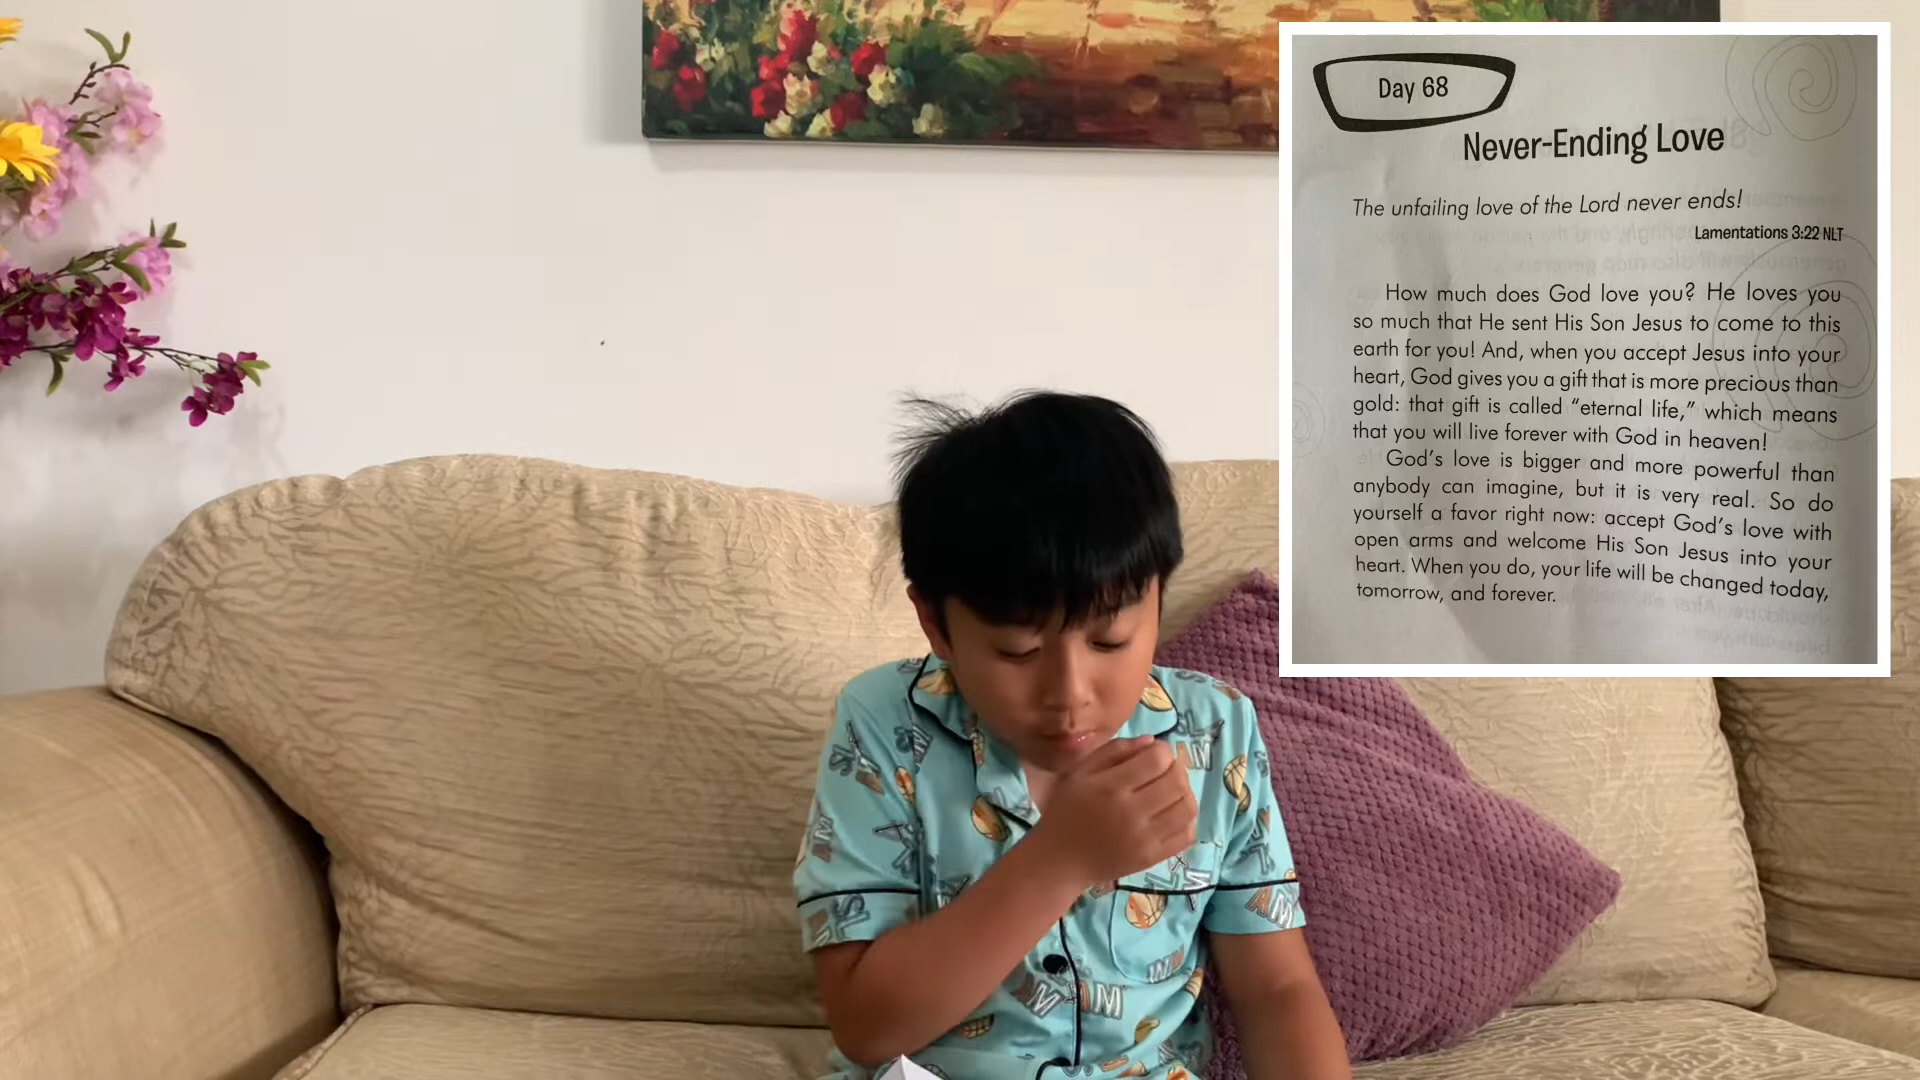 Day 68
Never-Ending Love
The unfailing love of the Lord never ends!
Lamentations 3:22 NLT
How much does God love you? He loves you
so much that He sent His Son Jesus to come to this
earth for you! And, when you accept Jesus into your
heart, God gives you a gift that is more precious than
gold: that gift is called “eternal life,” which means
that you will live forever with God in heaven!
God’s love is bigger and more powerful than
anybody can imagine, but it is very real. So do
yourself a favor right now: accept God’s love with
open arms and welcome His Son Jesus into your
heart. When you do, your life will be changed today,
tomorrow, and forever.